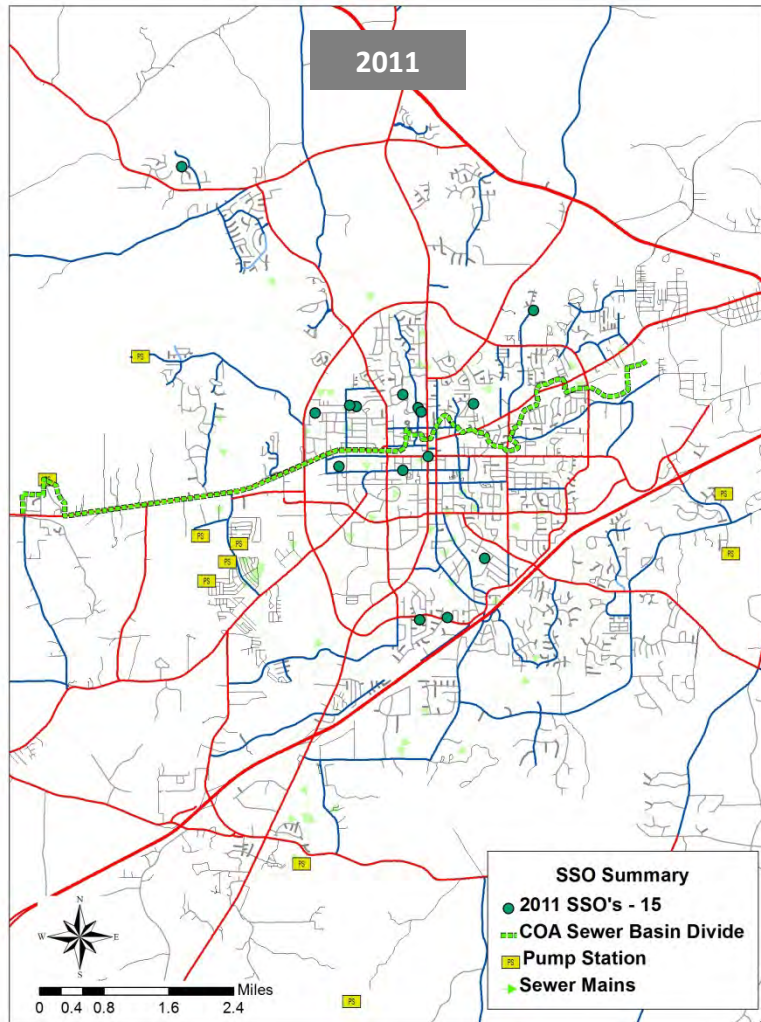 2011
PS
PS
PS
PS
PS
PS
PS
PS
PS
SSO Summary
2011 SSO's - 15
COA Sewer Basin Divide
PS Pump Station
Sewer Mains
N
W E
S
Miles
0 0.4 0.8 1.6 2.4